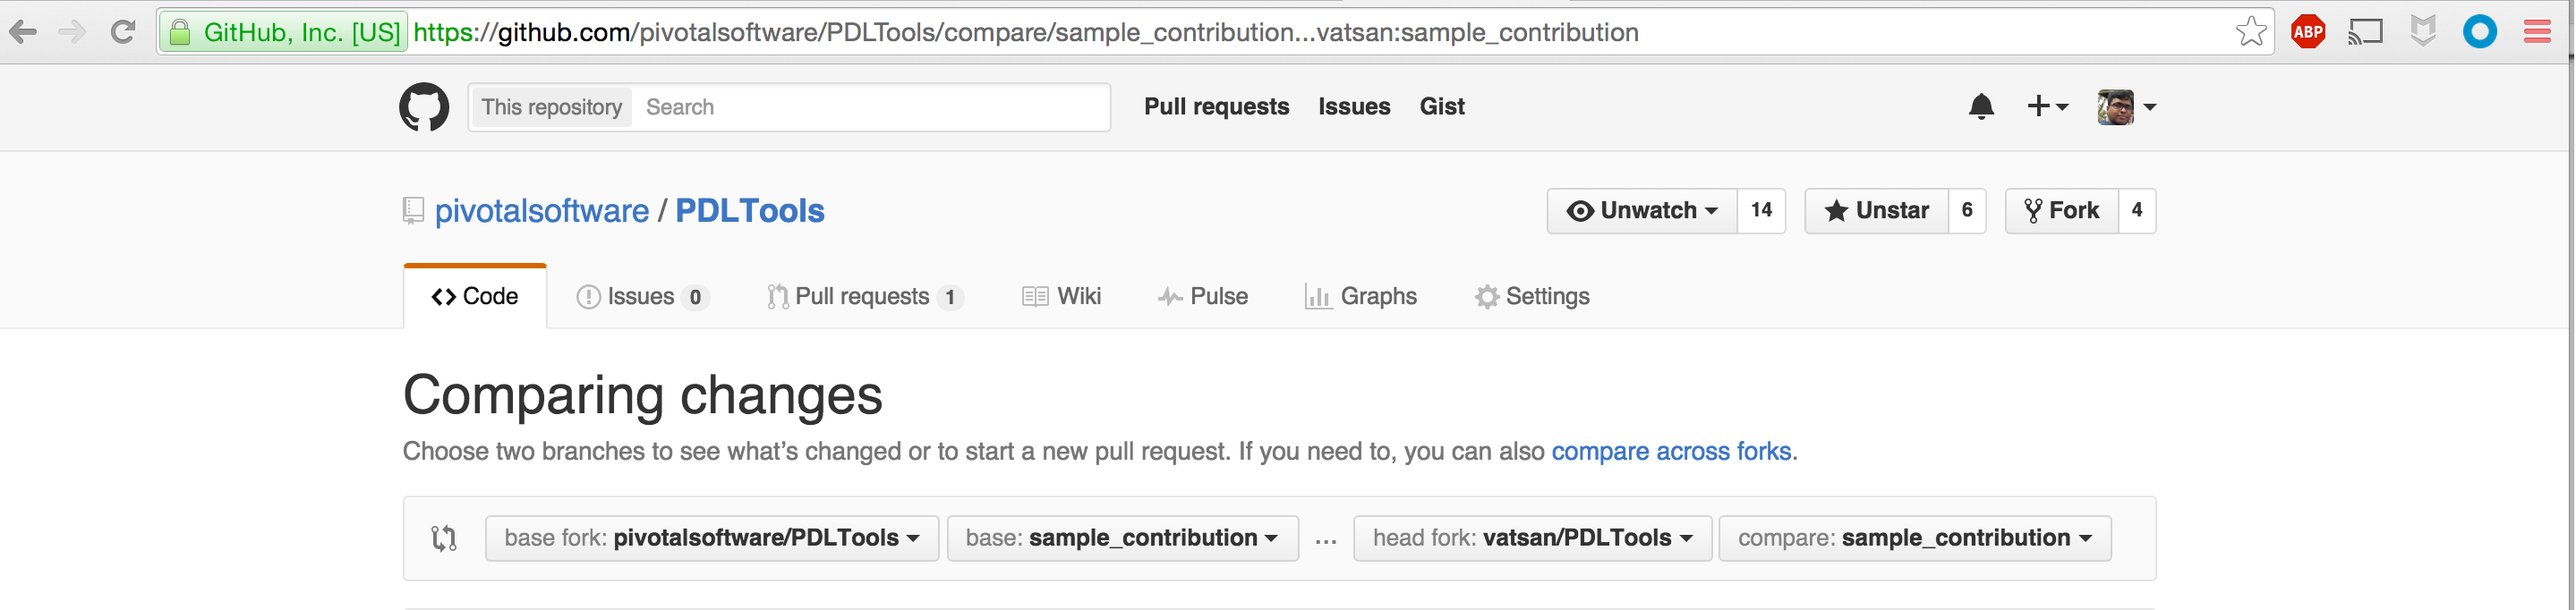 GitHub, Inc. [US] https://github.com/pivotalsoftware/PDLTools/compare/sample_contribution...vatsan:sample_contribution ABP
This repository Search Pull requests Issues Gist
pivotalsoftware / PDLTools Unwatch 14 Unstar 6 Fork 4
Code Issues 0 Pull requests 1 Wiki Pulse Graphs Settings
Comparing changes
Choose two branches to see what’s changed or to start a new pull request. If you need to, you can also compare across forks.
base fork: pivotalsoftware/PDLTools base: sample_contribution ... head fork: vatsan/PDLTools compare: sample_contribution